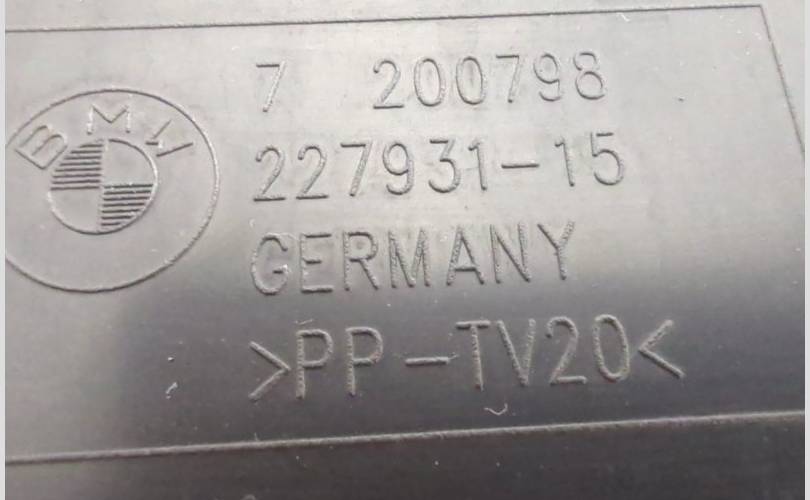 BMW
7 200798
227931-15
GERMANY
>PP-TV20<